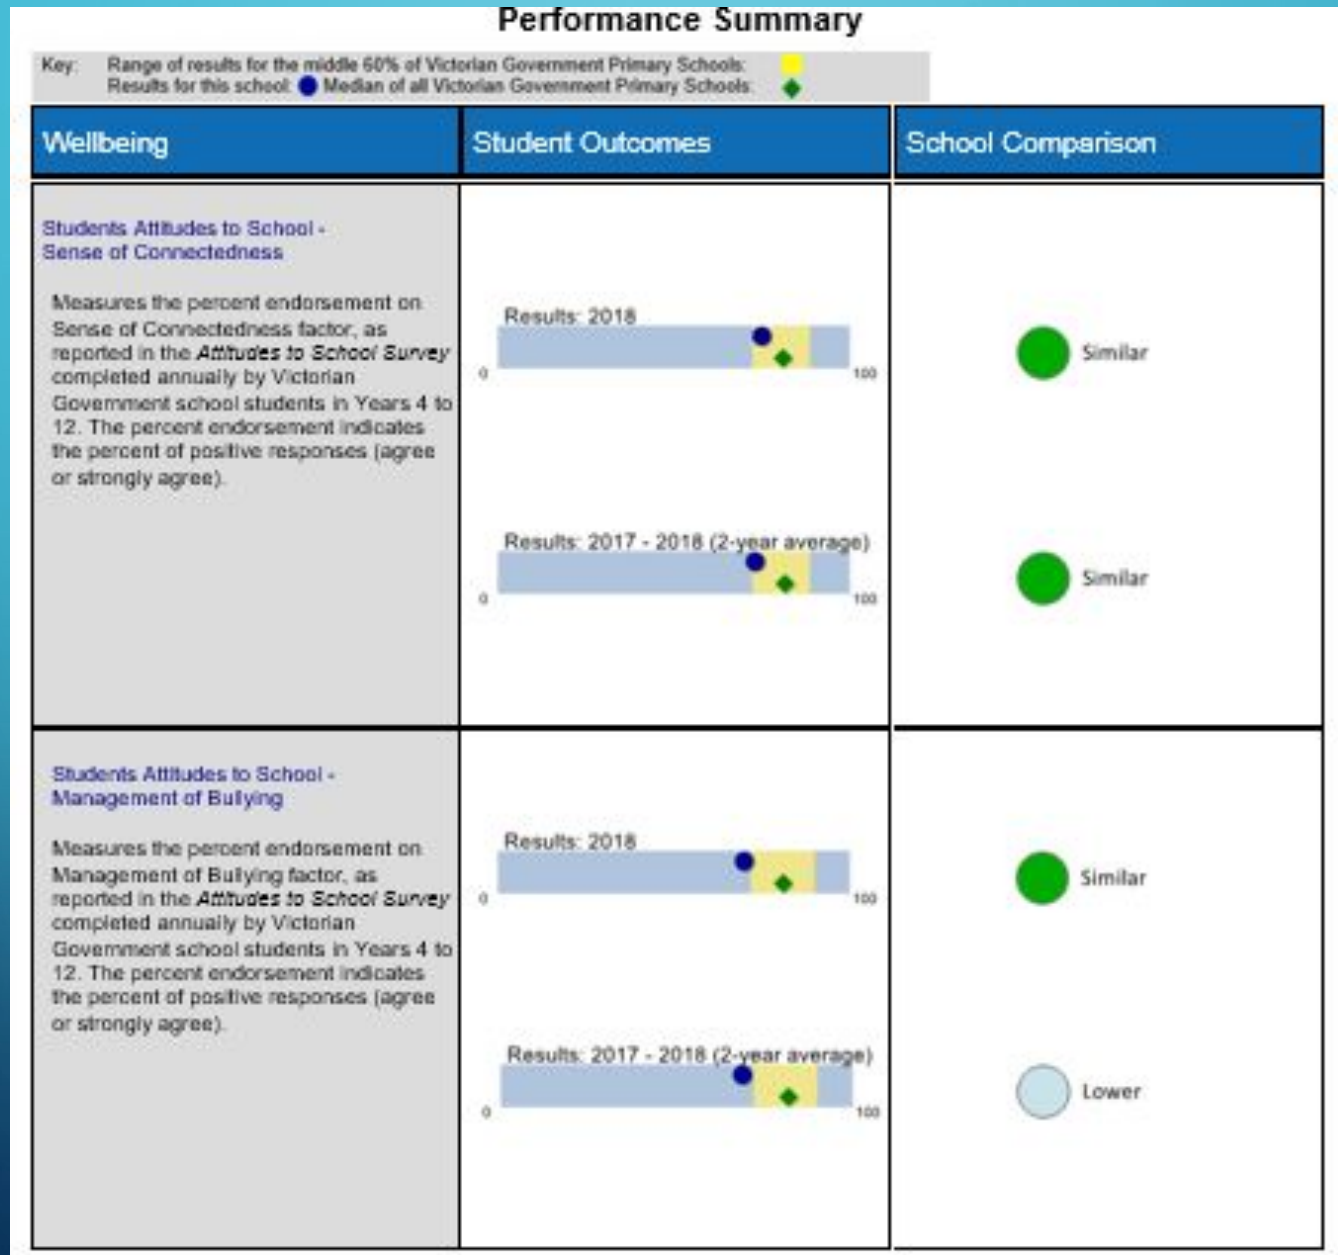 Performance Summary
Key: Range of results for the middle 60% of Victorian Government Primary Schools:
Results for this school: Median of all Victorian Government Primary Schools:
Wellbeing
Student Outcomes
School Comparison
Students Attitudes to School -
Sense of Connectedness
Measures the percent endorsement on
Sense of Connectedness factor, as
reported in the Attitudes to School Survey
completed annually by Victorian
Government school students in Years 4 to
12. The percent endorsement indicates
the percent of positive responses (agree
or strongly agree).
Results: 2018
0
100
Similar
Results: 2017 - 2018 (2-year average)
0
100
Similar
Students Attitudes to School -
Management of Bullying
Measures the percent endorsement on
Management of Bullying factor, as
reported in the Attitudes to School Survey
completed annually by Victorian
Government school students in Years 4 to
12. The percent endorsement indicates
the percent of positive responses (agree
or strongly agree).
Results: 2018
0
100
Similar
Results: 2017 - 2018 (2-year average)
0
100
Lower